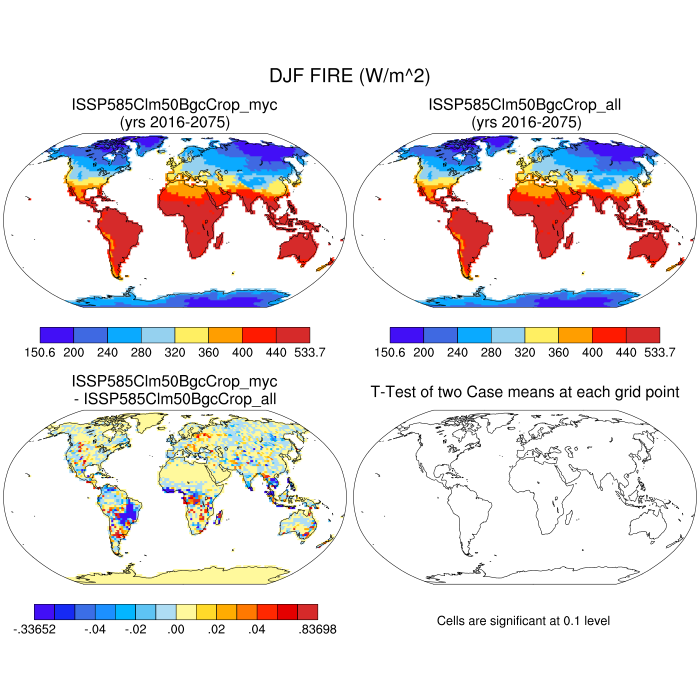 DJF FIRE (W/m^2)
ISSP585Clm50BgcCrop_myc
(yrs 2016-2075)
ISSP585Clm50BgcCrop_all
(yrs 2016-2075)
150.6 200 240 280 320 360 400 440 533.7
150.6 200 240 280 320 360 400 440 533.7
ISSP585Clm50BgcCrop_myc
- ISSP585Clm50BgcCrop_all
T-Test of two Case means at each grid point
-.33652 -.04 -.02 .00 .02 .04 .83698
Cells are significant at 0.1 level